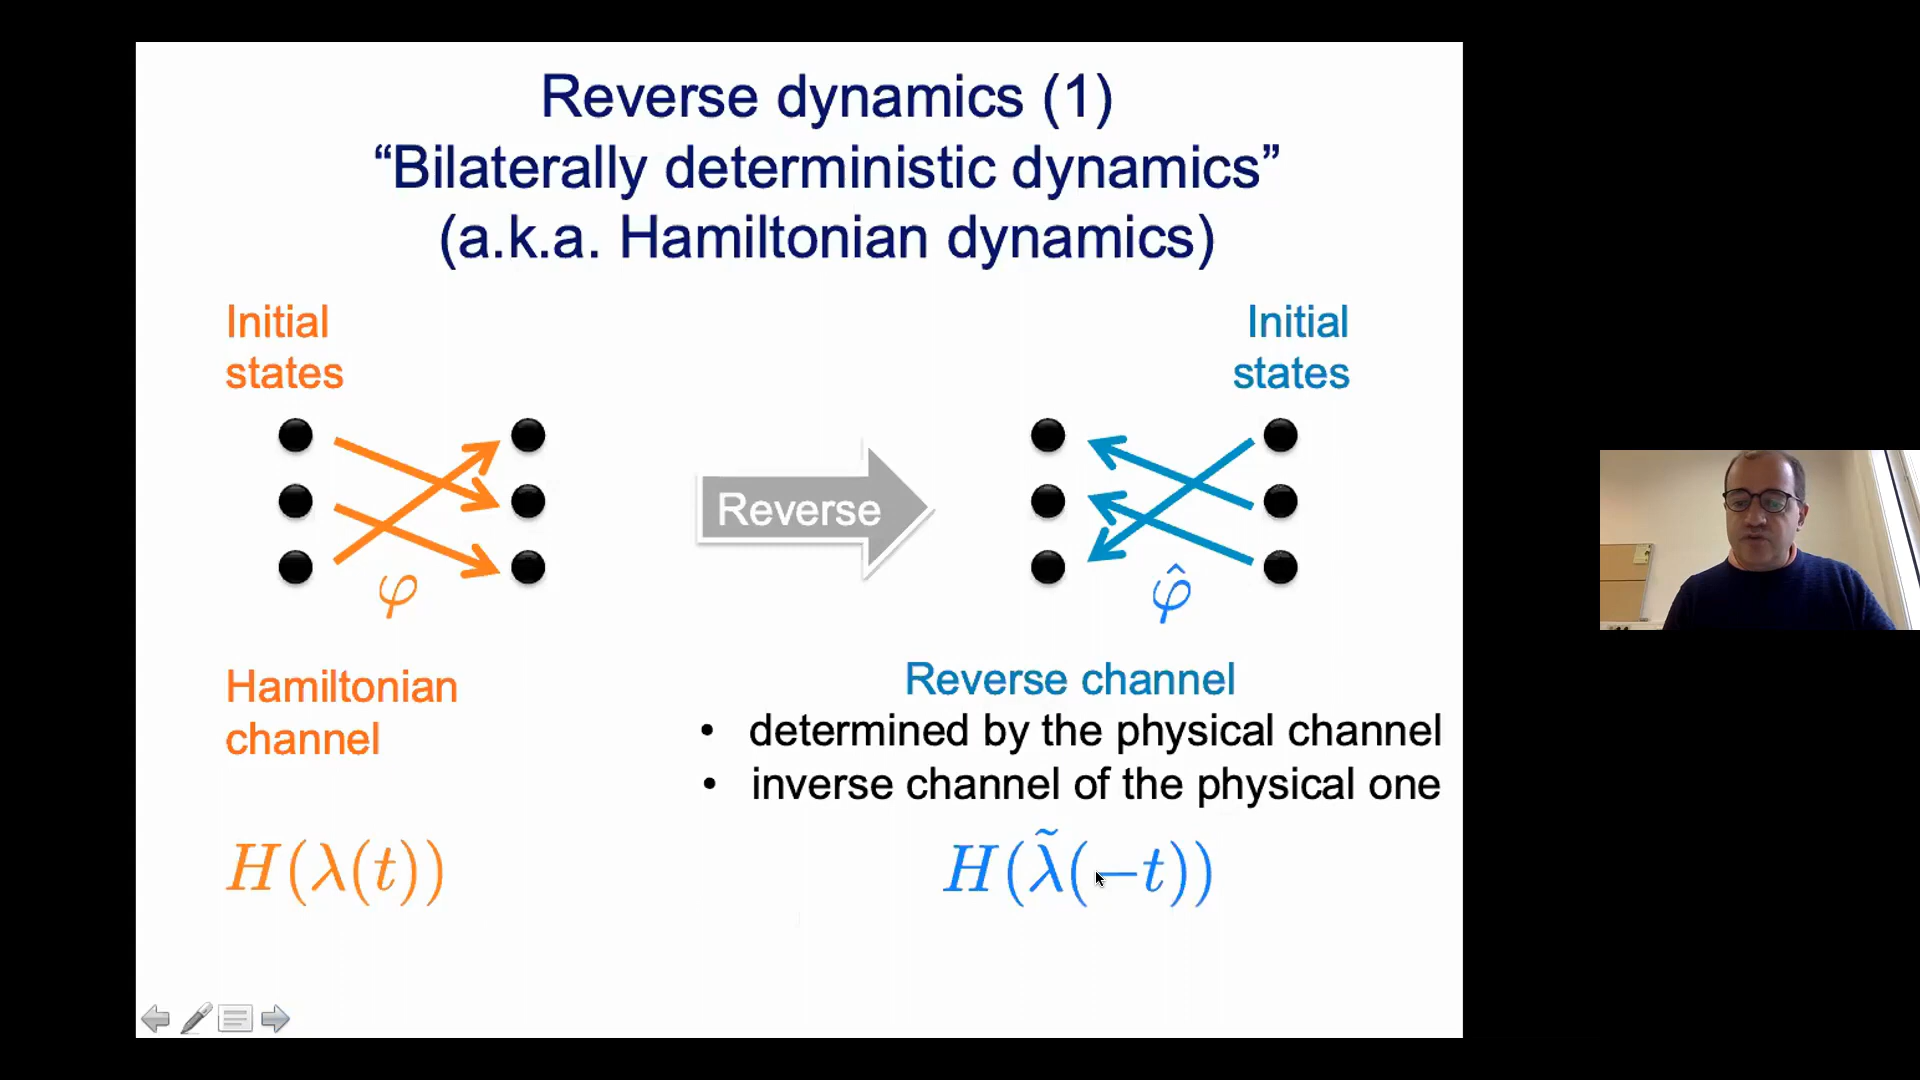 Reverse dynamics (1)
“Bilaterally deterministic dynamics”
(a.k.a. Hamiltonian dynamics)
Initial
states
Initial
states
Reverse
φ
φ̂
Hamiltonian
channel
Reverse channel
• determined by the physical channel
• inverse channel of the physical one
H(λ(t))
H(λ̃(−t))